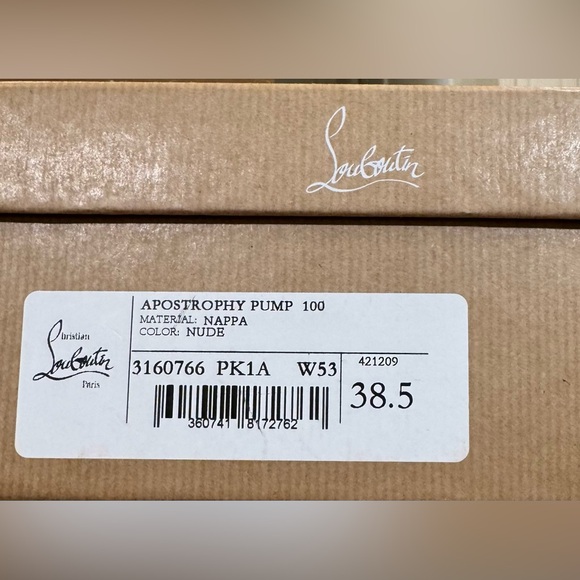 Louboutin
APOSTROPHY PUMP 100
MATERIAL: NAPPA
COLOR: NUDE
Christian
Louboutin
Paris
3160766 PK1A W53
421209
38.5
360741 8172762